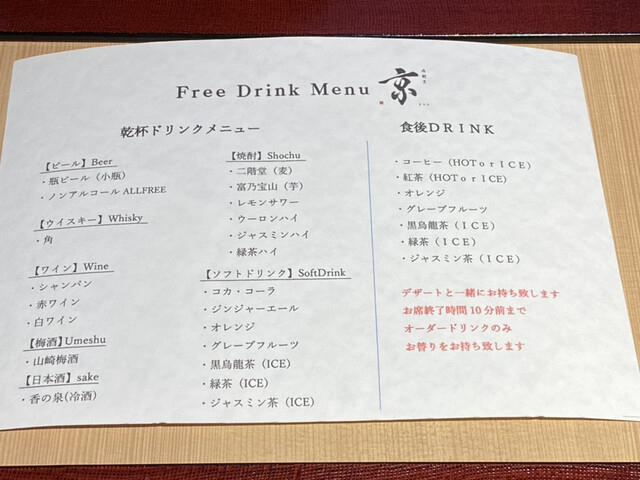 Free Drink Menu
京
乾杯ドリンクメニュー
【ビール】Beer
・瓶ビール（小瓶）
・ノンアルコール ALLFREE
【ウイスキー】Whisky
・角
【ワイン】Wine
・シャンパン
・赤ワイン
・白ワイン
【梅酒】Umeshu
・山崎梅酒
【日本酒】sake
・香の泉(冷酒)
【焼酎】Shochu
・二階堂（麦）
・富乃宝山（芋）
・レモンサワー
・ウーロンハイ
・ジャスミンハイ
・緑茶ハイ
【ソフトドリンク】SoftDrink
・コカ・コーラ
・ジンジャーエール
・オレンジ
・グレープフルーツ
・黒烏龍茶（ICE）
・緑茶（ICE）
・ジャスミン茶（ICE）
食後ＤＲＩＮＫ
・コーヒー（HOTｏｒＩＣＥ）
・紅茶（HOTｏｒＩＣＥ）
・オレンジ
・グレープフルーツ
・黒烏龍茶（ＩＣＥ）
・緑茶（ＩＣＥ）
・ジャスミン茶（ＩＣＥ）
デザートと一緒にお持ち致します
お席終了時間 10 分前まで
オーダードリンクのみ
お替りをお持ち致します